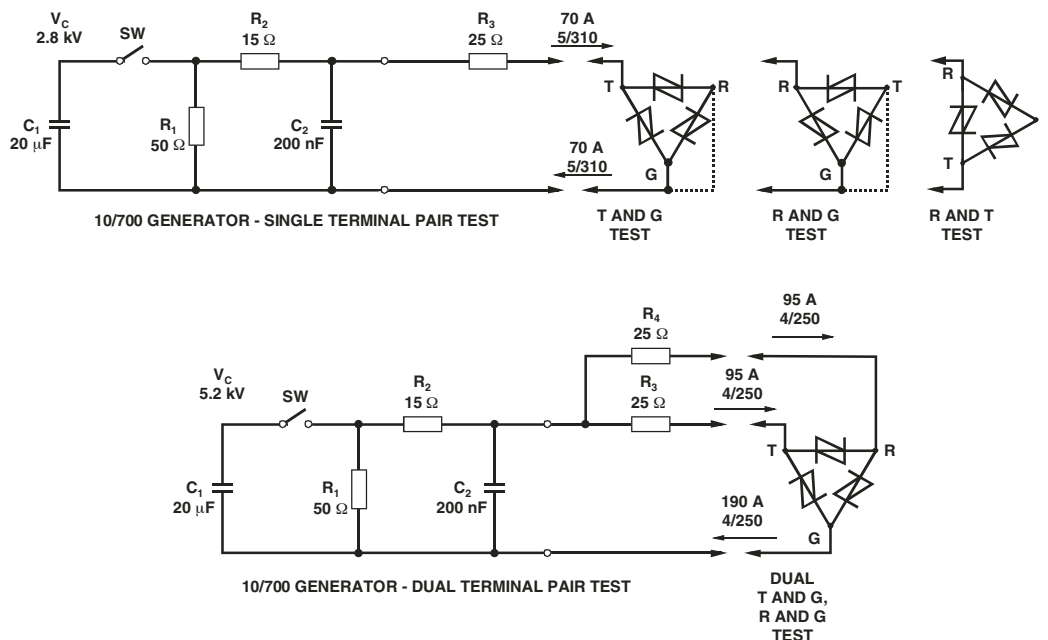 V_C
2.8 kV
SW
R₂
15 Ω
R₃
25 Ω
70 A
5/310
C₁
20 µF
R₁
50 Ω
C₂
200 nF
70 A
5/310
T
R
G
R
T
G
R
T
10/700 GENERATOR - SINGLE TERMINAL PAIR TEST
T AND G
TEST
R AND G
TEST
R AND T
TEST
V_C
5.2 kV
SW
R₂
15 Ω
R₄
25 Ω
R₃
25 Ω
95 A
4/250
95 A
4/250
C₁
20 µF
R₁
50 Ω
C₂
200 nF
T
R
190 A
4/250
G
10/700 GENERATOR - DUAL TERMINAL PAIR TEST
DUAL
T AND G,
R AND G
TEST